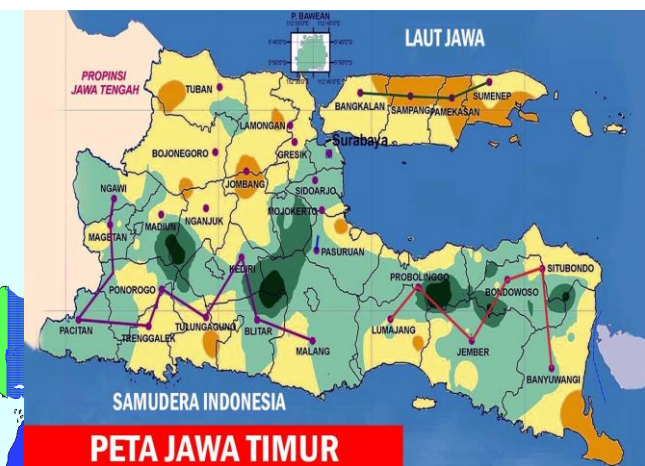 P. BAWEAN
LAUT JAWA
PROPINSI
JAWA TENGAH
TUBAN
BANGKALAN
SAMPANG
PAMEKASAN
SUMENEP
LAMONGAN
GRESIK
Surabaya
BOJONEGORO
JOMBANG
SIDOARJO
NGAWI
MOJOKERTO
MADIUN
NGANJUK
MAGETAN
PASURUAN
KEDIRI
PONOROGO
PROBOLINGGO
SITUBONDO
BONDOWOSO
PACITAN
TRENGGALEK
TULUNGAGUNG
BLITAR
MALANG
LUMAJANG
JEMBER
BANYUWANGI
SAMUDERA INDONESIA
PETA JAWA TIMUR